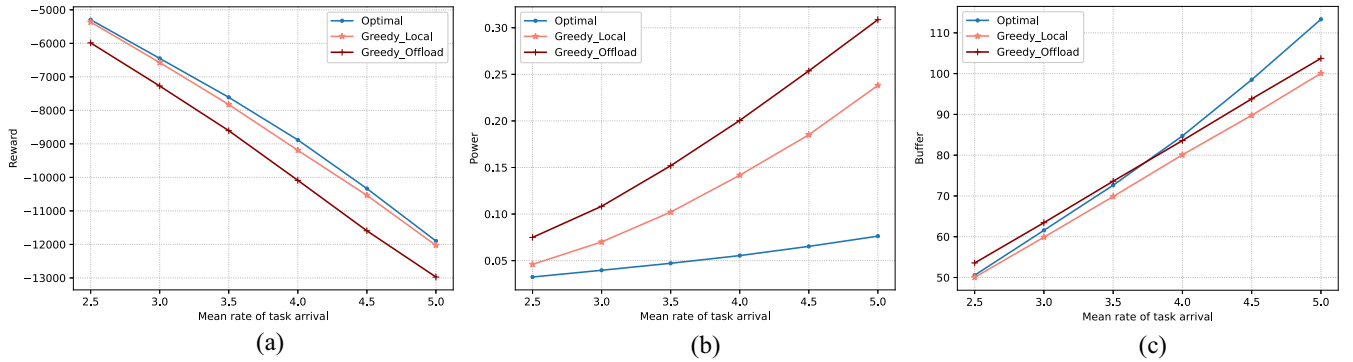 −5000
−6000
−7000
−8000
−9000
−10000
−11000
−12000
−13000
Reward
Optimal
Greedy_Local
Greedy_Offload
2.5 3.0 3.5 4.0 4.5 5.0
Mean rate of task arrival
(a)
0.30
0.25
0.20
0.15
0.10
0.05
Power
Optimal
Greedy_Local
Greedy_Offload
2.5 3.0 3.5 4.0 4.5 5.0
Mean rate of task arrival
(b)
110
100
90
80
70
60
50
Buffer
Optimal
Greedy_Local
Greedy_Offload
2.5 3.0 3.5 4.0 4.5 5.0
Mean rate of task arrival
(c)